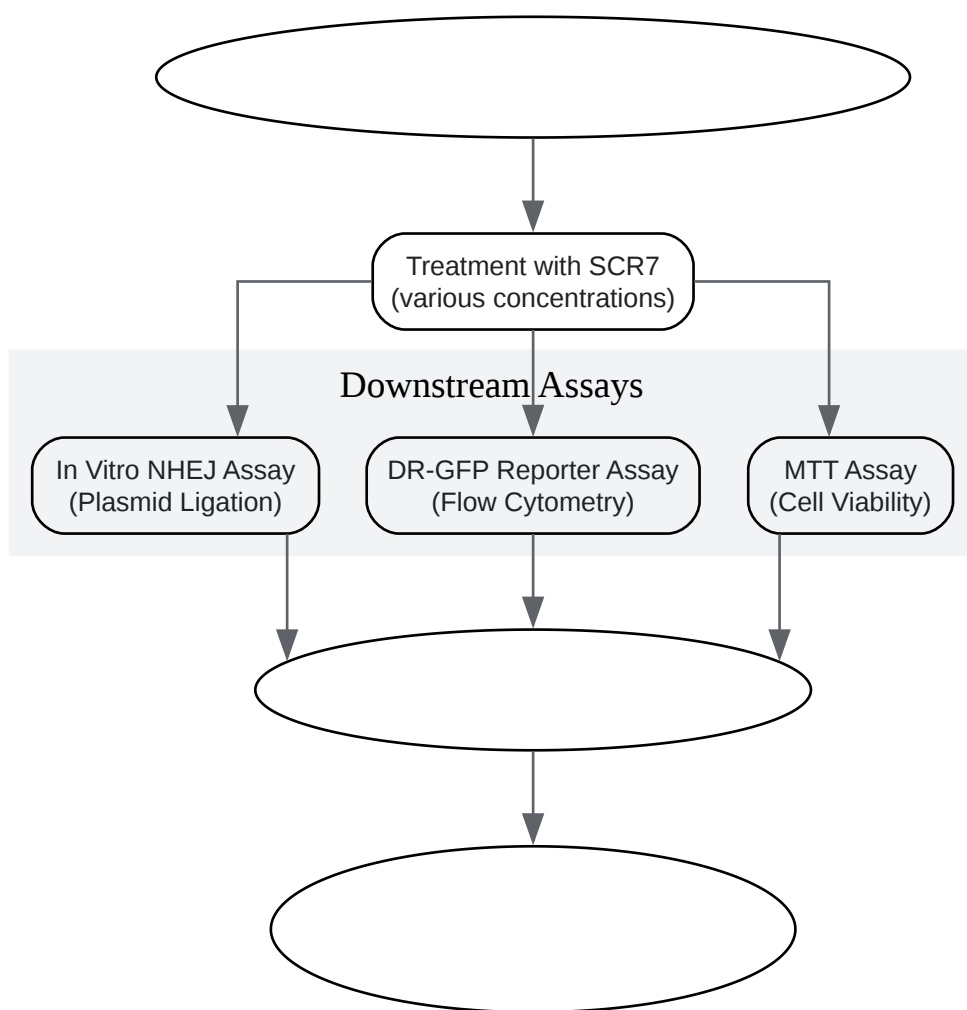 Treatment with SCR7
(various concentrations)
Downstream Assays
In Vitro NHEJ Assay
(Plasmid Ligation)
DR-GFP Reporter Assay
(Flow Cytometry)
MTT Assay
(Cell Viability)